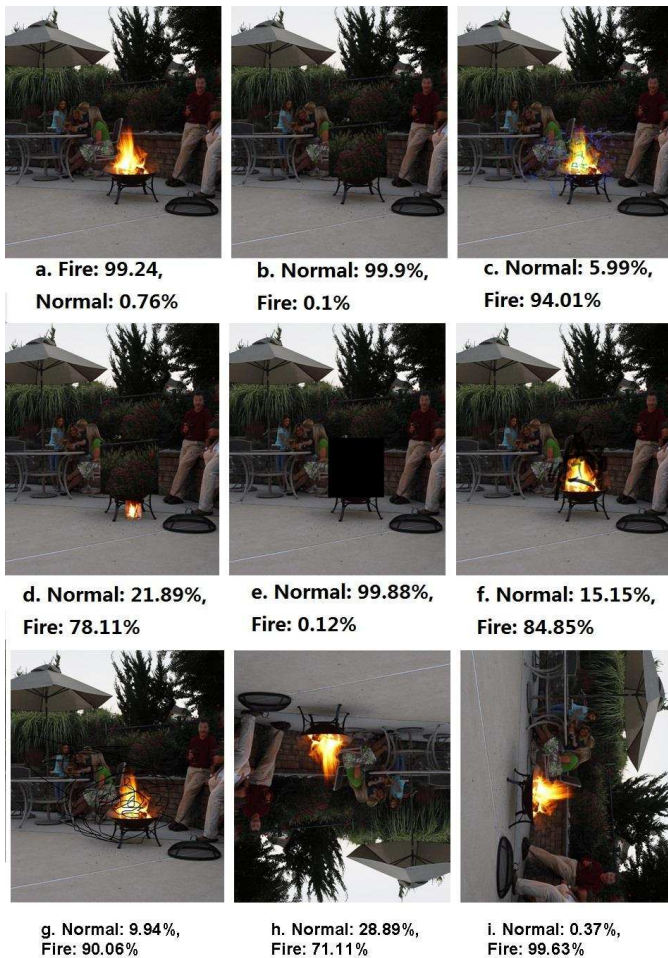 a. Fire: 99.24,
Normal: 0.76%
b. Normal: 99.9%,
Fire: 0.1%
c. Normal: 5.99%
Fire: 94.01%
d. Normal: 21.89%,
Fire: 78.11%
e. Normal: 99.88%,
Fire: 0.12%
f. Normal: 15.15%
Fire: 84.85%
g. Normal: 9.94%,
Fire: 90.06%
h. Normal: 28.89%,
Fire: 71.11%
i. Normal: 0.37%,
Fire: 99.63%